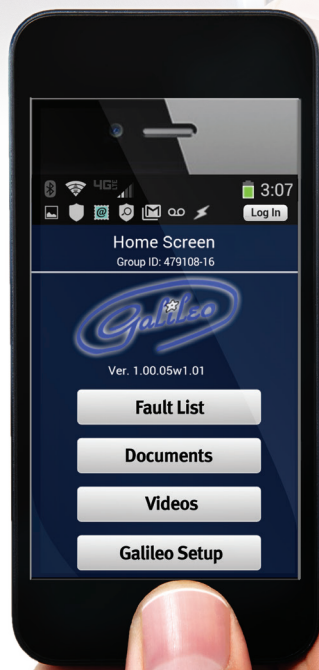 4G
3:07
Log In
Home Screen
Group ID: 479108-16
Galileo
Ver. 1.00.05w1.01
Fault List
Documents
Videos
Galileo Setup